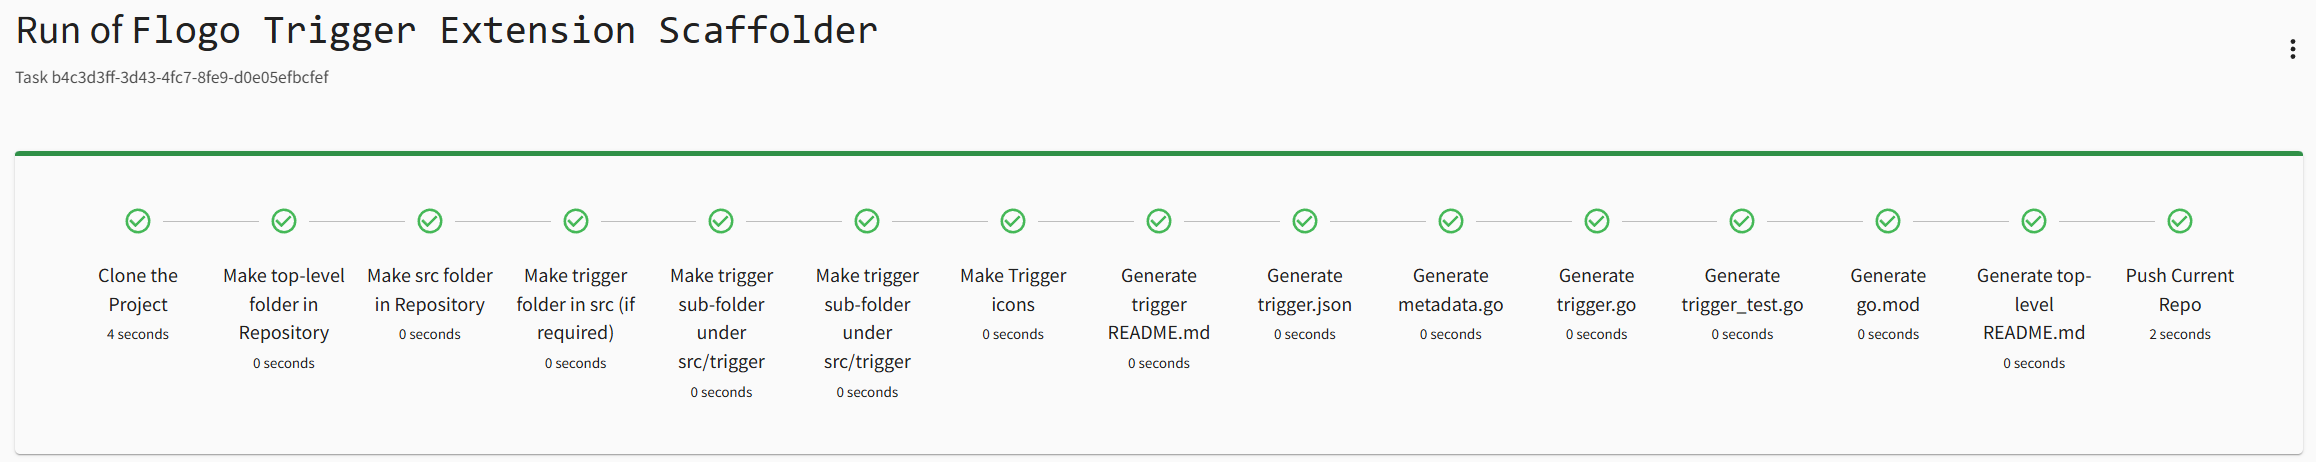 Run of Flogo Trigger Extension Scaffolder
Task b4c3d3ff-3d43-4fc7-8fe9-d0e05efbcfef
Clone the
Project
4 seconds
Make top-level
folder in
Repository
0 seconds
Make src folder
in Repository
0 seconds
Make trigger
folder in src (if
required)
0 seconds
Make trigger
sub-folder
under
src/trigger
0 seconds
Make trigger
sub-folder
under
src/trigger
0 seconds
Make Trigger
icons
0 seconds
Generate
trigger
README.md
0 seconds
Generate
trigger.json
0 seconds
Generate
metadata.go
0 seconds
Generate
trigger.go
0 seconds
Generate
trigger_test.go
0 seconds
Generate
go.mod
0 seconds
Generate top-
level
README.md
0 seconds
Push Current
Repo
2 seconds